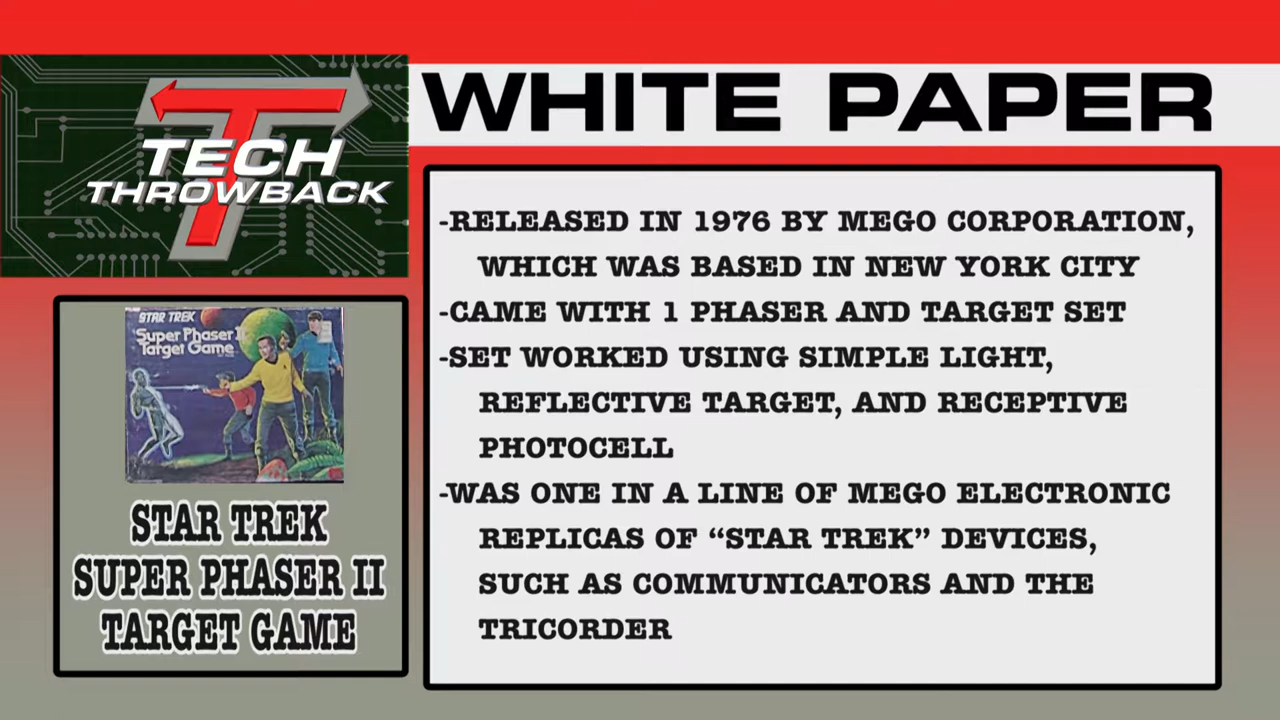 TECH
THROWBACK
WHITE PAPER
STAR TREK
Super Phaser II
Target Game
STAR TREK
SUPER PHASER II
TARGET GAME
-RELEASED IN 1976 BY MEGO CORPORATION,
WHICH WAS BASED IN NEW YORK CITY
-CAME WITH 1 PHASER AND TARGET SET
-SET WORKED USING SIMPLE LIGHT,
REFLECTIVE TARGET, AND RECEPTIVE
PHOTOCELL
-WAS ONE IN A LINE OF MEGO ELECTRONIC
REPLICAS OF “STAR TREK” DEVICES,
SUCH AS COMMUNICATORS AND THE
TRICORDER